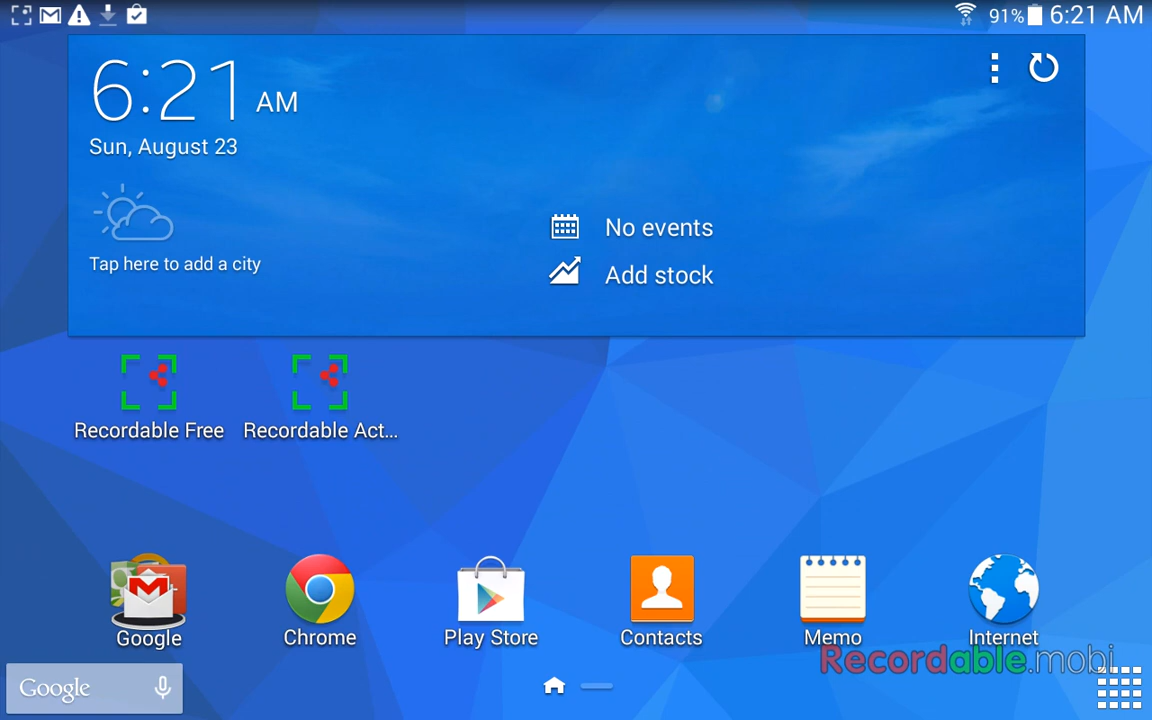 91% 6:21 AM
6:21 AM
Sun, August 23
Tap here to add a city
No events
Add stock
Recordable Free
Recordable Act...
Google
Chrome
Play Store
Contacts
Memo
Internet
Recordable.mobi
Google